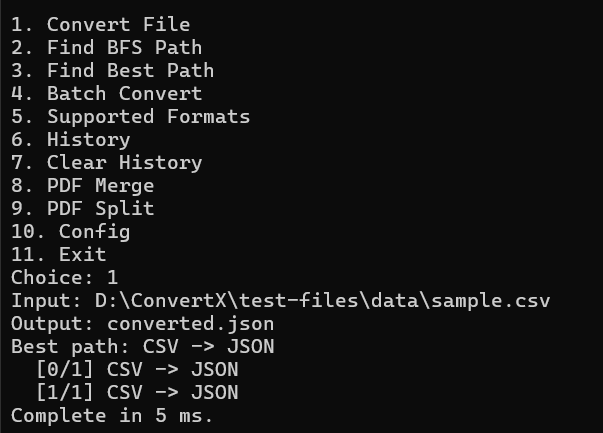 1. Convert File
2. Find BFS Path
3. Find Best Path
4. Batch Convert
5. Supported Formats
6. History
7. Clear History
8. PDF Merge
9. PDF Split
10. Config
11. Exit
Choice: 1
Input: D:\ConvertX\test-files\data\sample.csv
Output: converted.json
Best path: CSV -> JSON
  [0/1] CSV -> JSON
  [1/1] CSV -> JSON
Complete in 5 ms.